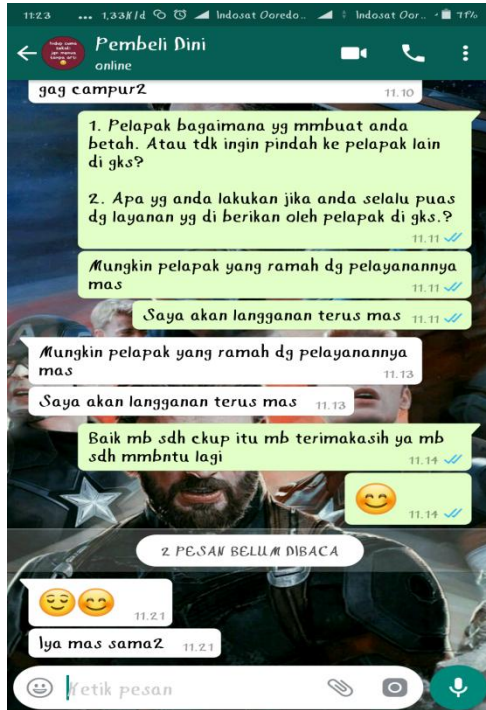 11:23 ... 1,33K/d Indosat Ooredo.. Indosat Oor.. 71%
Pembeli Dini
online
gag campur2
11.10
1. Pelapak bagaimana yg mmbuat anda
betah. Atau tdk ingin pindah ke pelapak lain
di gks?
2. Apa yg anda lakukan jika anda selalu puas
dg layanan yg di berikan oleh pelapak di gks.?
11.11
Mungkin pelapak yang ramah dg pelayanannya
mas
11.11
Saya akan langganan terus mas 11.11
Mungkin pelapak yang ramah dg pelayanannya
mas
11.13
Saya akan langganan terus mas 11.13
Baik mb sdh ckup itu mb terimakasih ya mb
sdh mmbntu lagi
11.14
😊 11.14
2 PESAN BELUM DIBACA
😌😊 11.21
Iya mas sama2 11.21
Ketik pesan